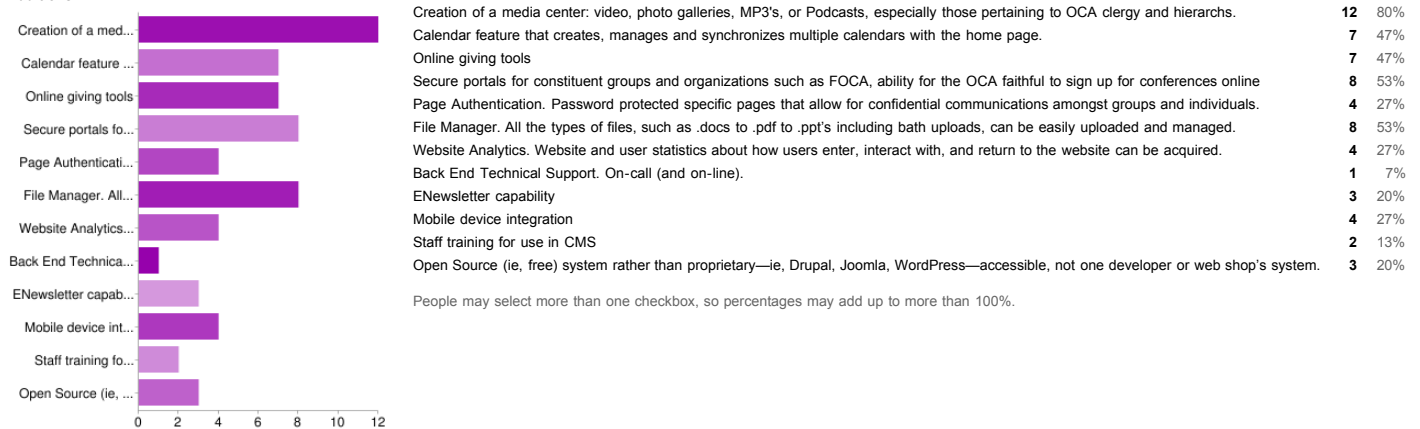 Creation of a med...
Calendar feature ...
Online giving tools
Secure portals fo...
Page Authenticati...
File Manager. All...
Website Analytics...
Back End Technica...
ENewsletter capab...
Mobile device int...
Staff training fo...
Open Source (ie, ...
0 2 4 6 8 10 12
Creation of a media center: video, photo galleries, MP3's, or Podcasts, especially those pertaining to OCA clergy and hierarchs. 12 80%
Calendar feature that creates, manages and synchronizes multiple calendars with the home page. 7 47%
Online giving tools 7 47%
Secure portals for constituent groups and organizations such as FOCA, ability for the OCA faithful to sign up for conferences online 8 53%
Page Authentication. Password protected specific pages that allow for confidential communications amongst groups and individuals. 4 27%
File Manager. All the types of files, such as .docs to .pdf to .ppt's including bath uploads, can be easily uploaded and managed. 8 53%
Website Analytics. Website and user statistics about how users enter, interact with, and return to the website can be acquired. 4 27%
Back End Technical Support. On-call (and on-line). 1 7%
ENewsletter capability 3 20%
Mobile device integration 4 27%
Staff training for use in CMS 2 13%
Open Source (ie, free) system rather than proprietary—ie, Drupal, Joomla, WordPress—accessible, not one developer or web shop's system. 3 20%
People may select more than one checkbox, so percentages may add up to more than 100%.